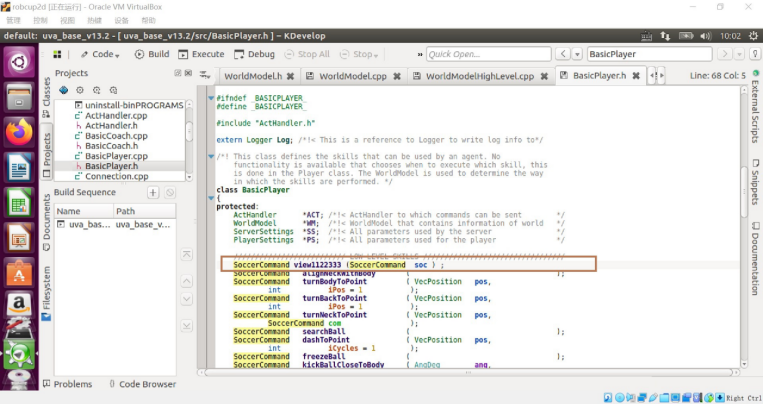 robcup2d [正在运行] - Oracle VM VirtualBox
管理 控制 视图 热键 设备 帮助
default: uva_base_v13.2 - [ uva_base_v13.2/src/BasicPlayer.h ] – KDevelop
10:02
Code
Build
Execute
Debug
Stop All
Stop
Quick Open...
BasicPlayer
Classes
Projects
Documents
Filesystem
Projects
uninstall-binPROGRAMS
ActHandler.cpp
ActHandler.h
BasicCoach.cpp
BasicCoach.h
BasicPlayer.cpp
BasicPlayer.h
Connection.cpp
Build Sequence
Name Path
uva_bas... uva_base_v...
WorldModel.h
WorldModel.cpp
WorldModelHighLevel.cpp
BasicPlayer.h
Line: 68 Col: 5
#ifndef _BASICPLAYER_
#define _BASICPLAYER_
#include "ActHandler.h"
extern Logger Log; /*!< This is a reference to Logger to write log info to*/
/*! This class defines the skills that can be used by an agent. No
functionality is available that chooses when to execute which skill, this
is done in the Player class. The WorldModel is used to determine the way
in which the skills are performed. */
class BasicPlayer
{
protected:
ActHandler *ACT; /*!< ActHandler to which commands can be sent */
WorldModel *WM; /*!< WorldModel that contains information of world */
ServerSettings *SS; /*!< All parameters used by the server */
PlayerSettings *PS; /*!< All parameters used for the player */
LOW LEVEL SKILLS
SoccerCommand view1122333 (SoccerCommand soc ) ;
SoccerCommand alignNeckWithBody ( );
SoccerCommand turnBodyToPoint ( VecPosition pos,
int iPos = 1 );
SoccerCommand turnBackToPoint ( VecPosition pos,
int iPos = 1 );
SoccerCommand turnNeckToPoint ( VecPosition pos,
SoccerCommand com );
SoccerCommand searchBall ( );
SoccerCommand dashToPoint ( VecPosition pos,
int iCycles = 1 );
SoccerCommand freezeBall ( );
SoccerCommand kickBallCloseToBody ( AngDeg ang,
External Scripts
Snippets
Documentation
Problems
Code Browser
Right Ctrl